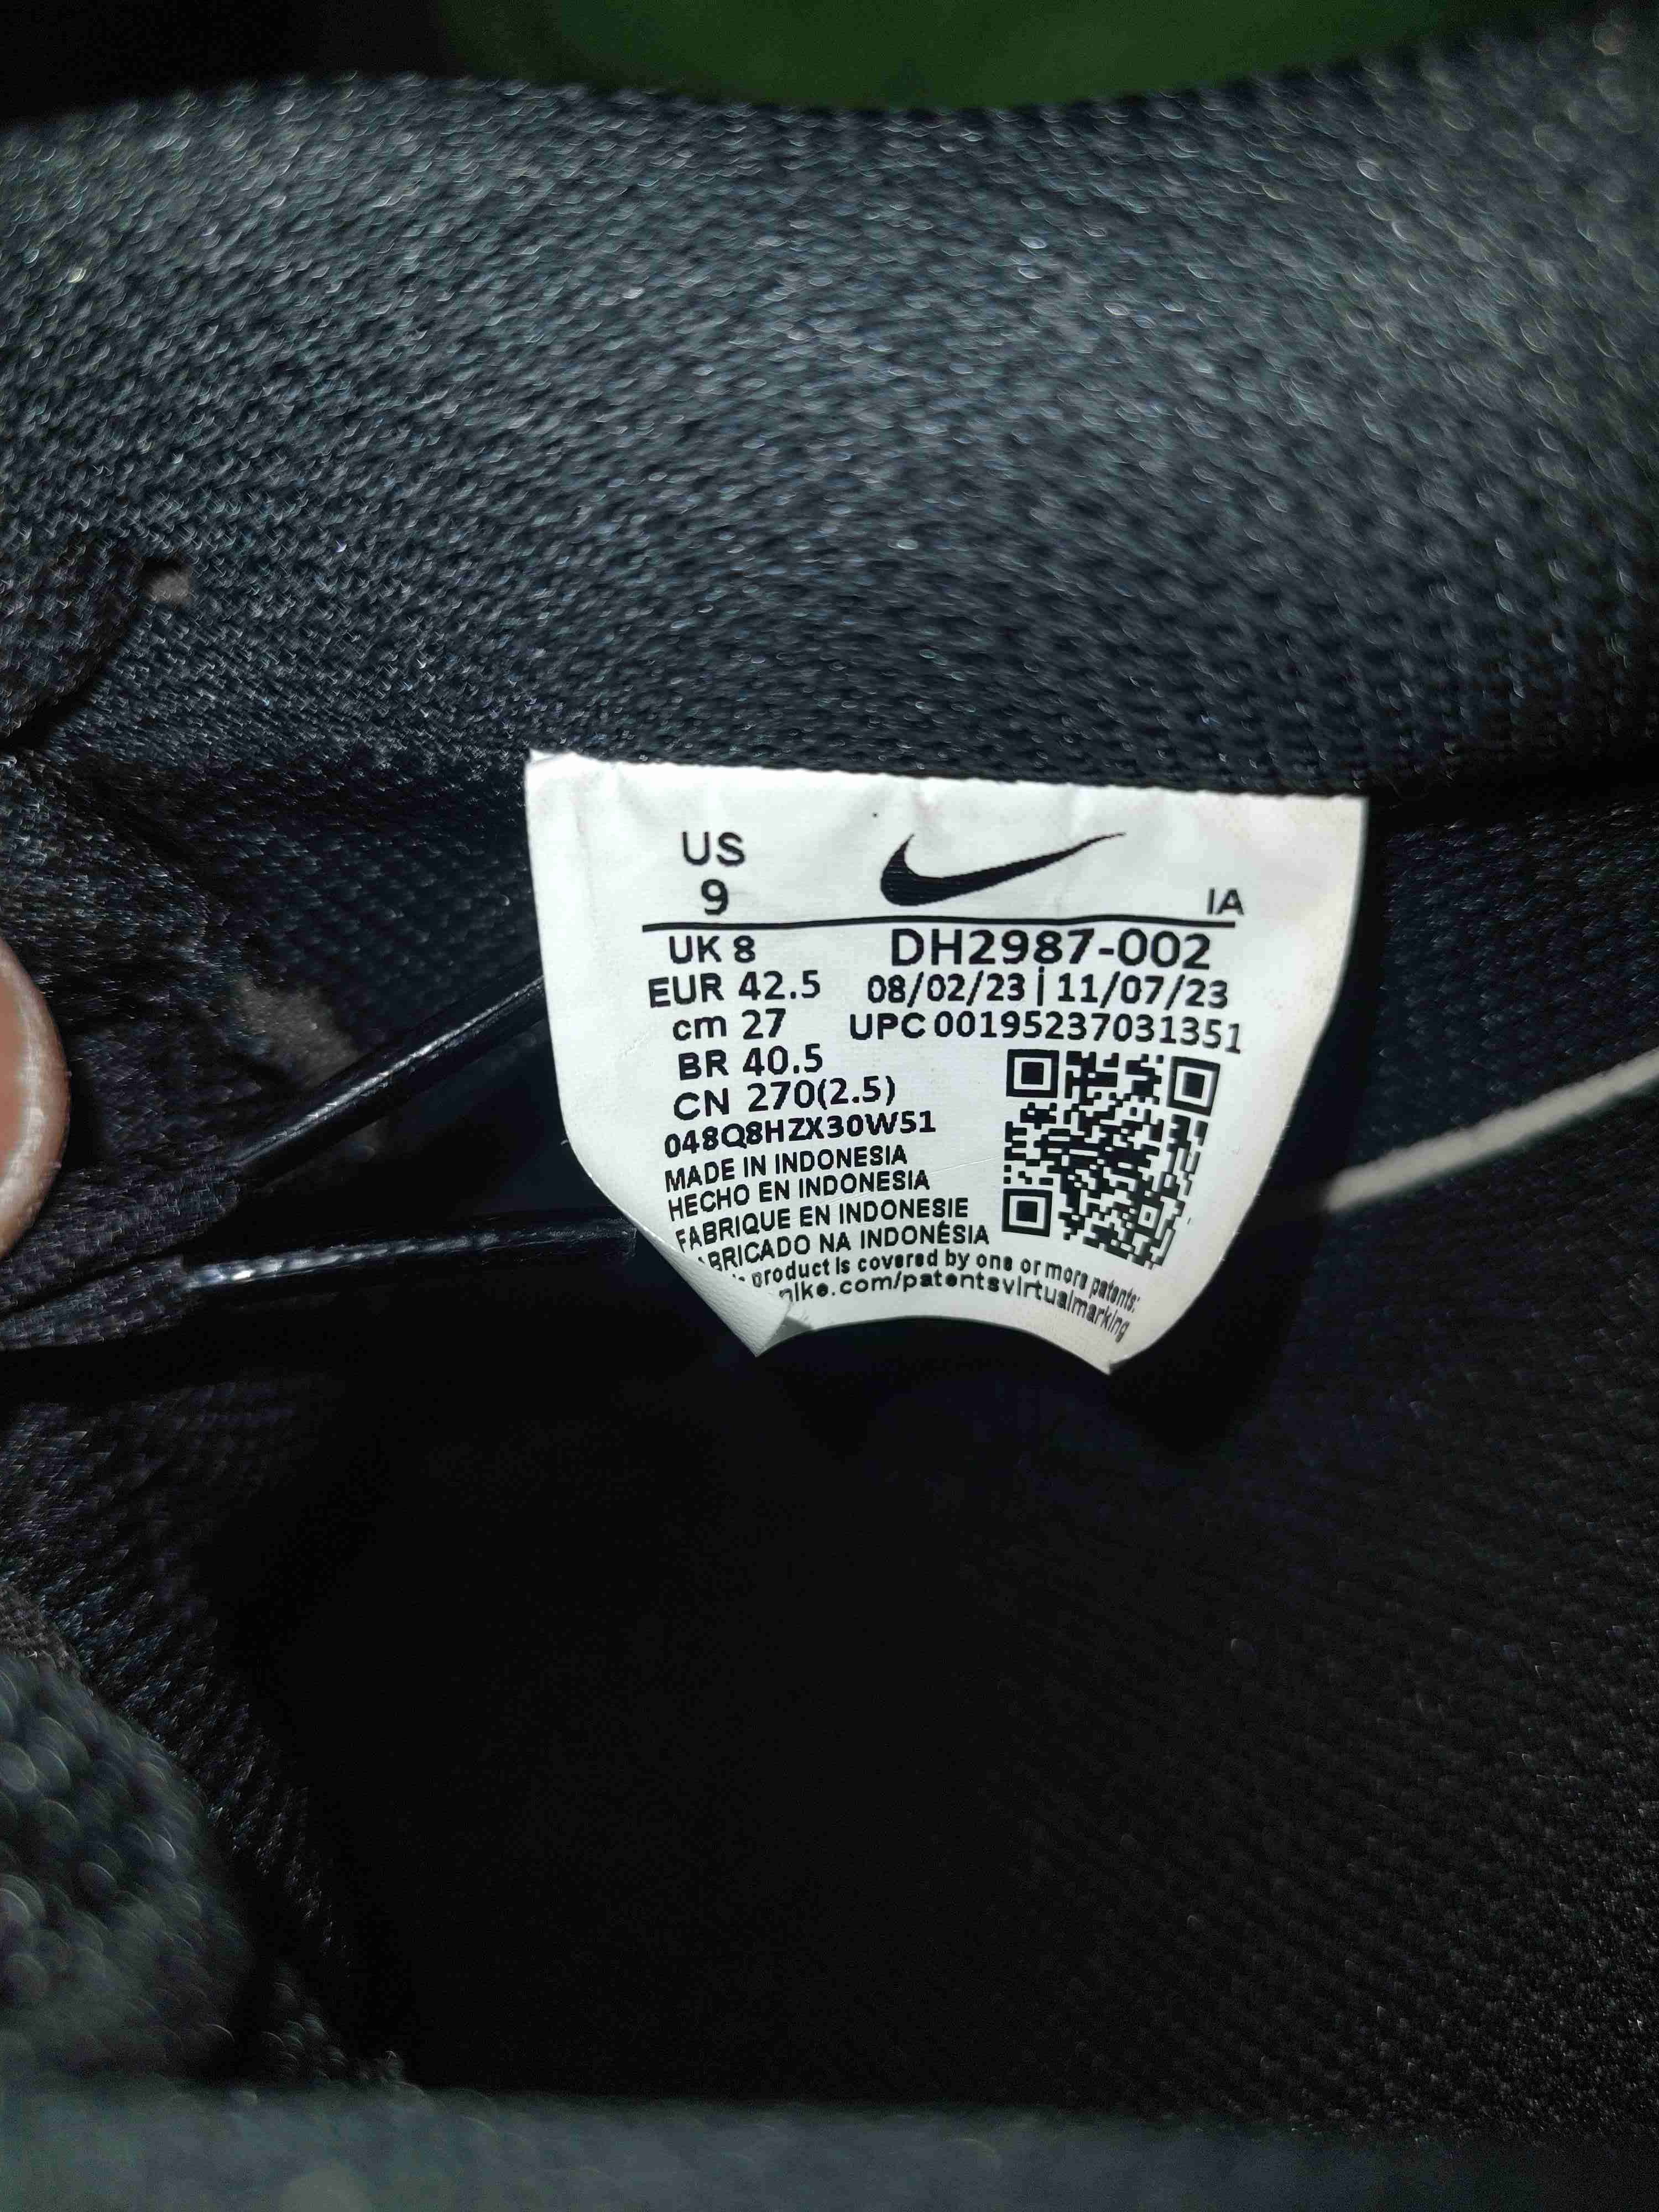 US
9
IA
UK 8
DH2987-002
EUR 42.5
08/02/23 | 11/07/23
cm 27
UPC 00195237031351
BR 40.5
CN 270(2.5)
048Q8HZX30W51
MADE IN INDONESIA
HECHO EN INDONESIA
FABRIQUE EN INDONESIE
ABRICADO NA INDONÉSIA
product is covered by one or more patents:
nike.com/patentsvirtualmarking